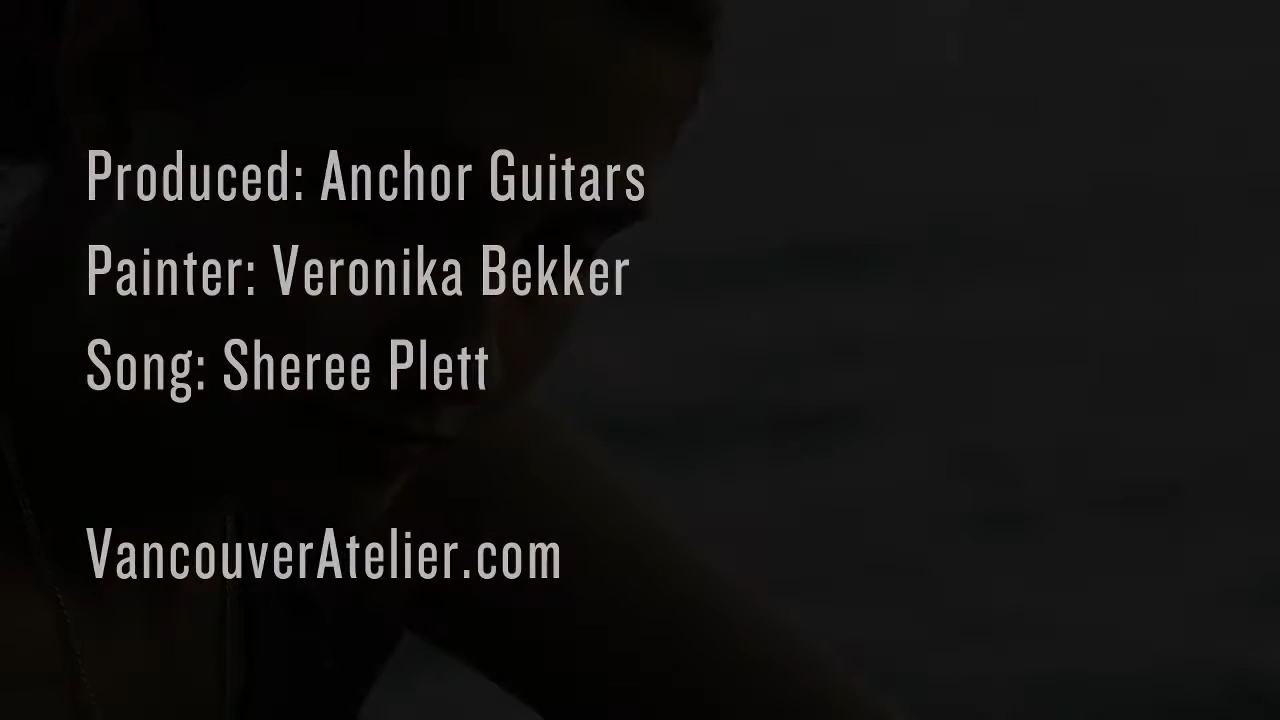 Produced: Anchor Guitars
Painter: Veronika Bekker
Song: Sheree Plett
VancouverAtelier.com